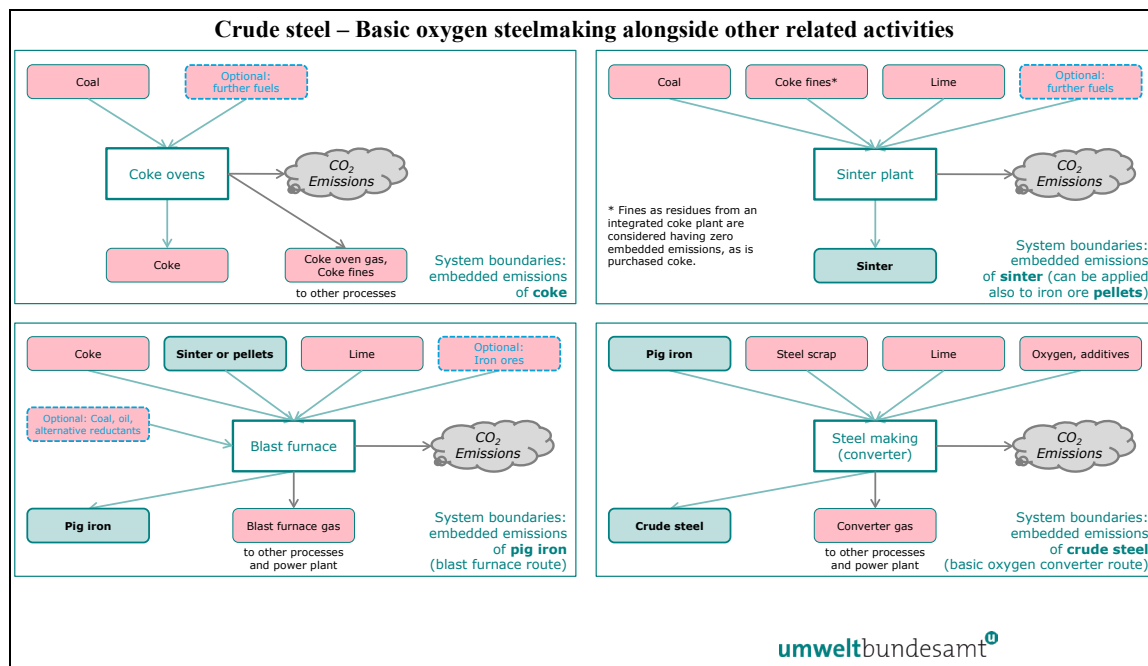 Crude steel – Basic oxygen steelmaking alongside other related activities
Coal
Optional:
further fuels
Coke ovens
CO2
Emissions
Coke
Coke oven gas,
Coke fines
to other processes
System boundaries:
embedded emissions
of coke
Coal
Coke fines*
Lime
Optional:
further fuels
Sinter plant
CO2
Emissions
* Fines as residues from an
integrated coke plant are
considered having zero
embedded emissions, as is
purchased coke.
Sinter
System boundaries:
embedded emissions
of sinter (can be applied
also to iron ore pellets)
Coke
Sinter or pellets
Lime
Optional:
Iron ores
Optional: Coal, oil,
alternative reductants
Blast furnace
CO2
Emissions
Pig iron
Blast furnace gas
to other processes
and power plant
System boundaries:
embedded emissions
of pig iron
(blast furnace route)
Pig iron
Steel scrap
Lime
Oxygen, additives
Steel making
(converter)
CO2
Emissions
Crude steel
Converter gas
to other processes
and power plant
System boundaries:
embedded emissions
of crude steel
(basic oxygen converter route)
umweltbundesamt u